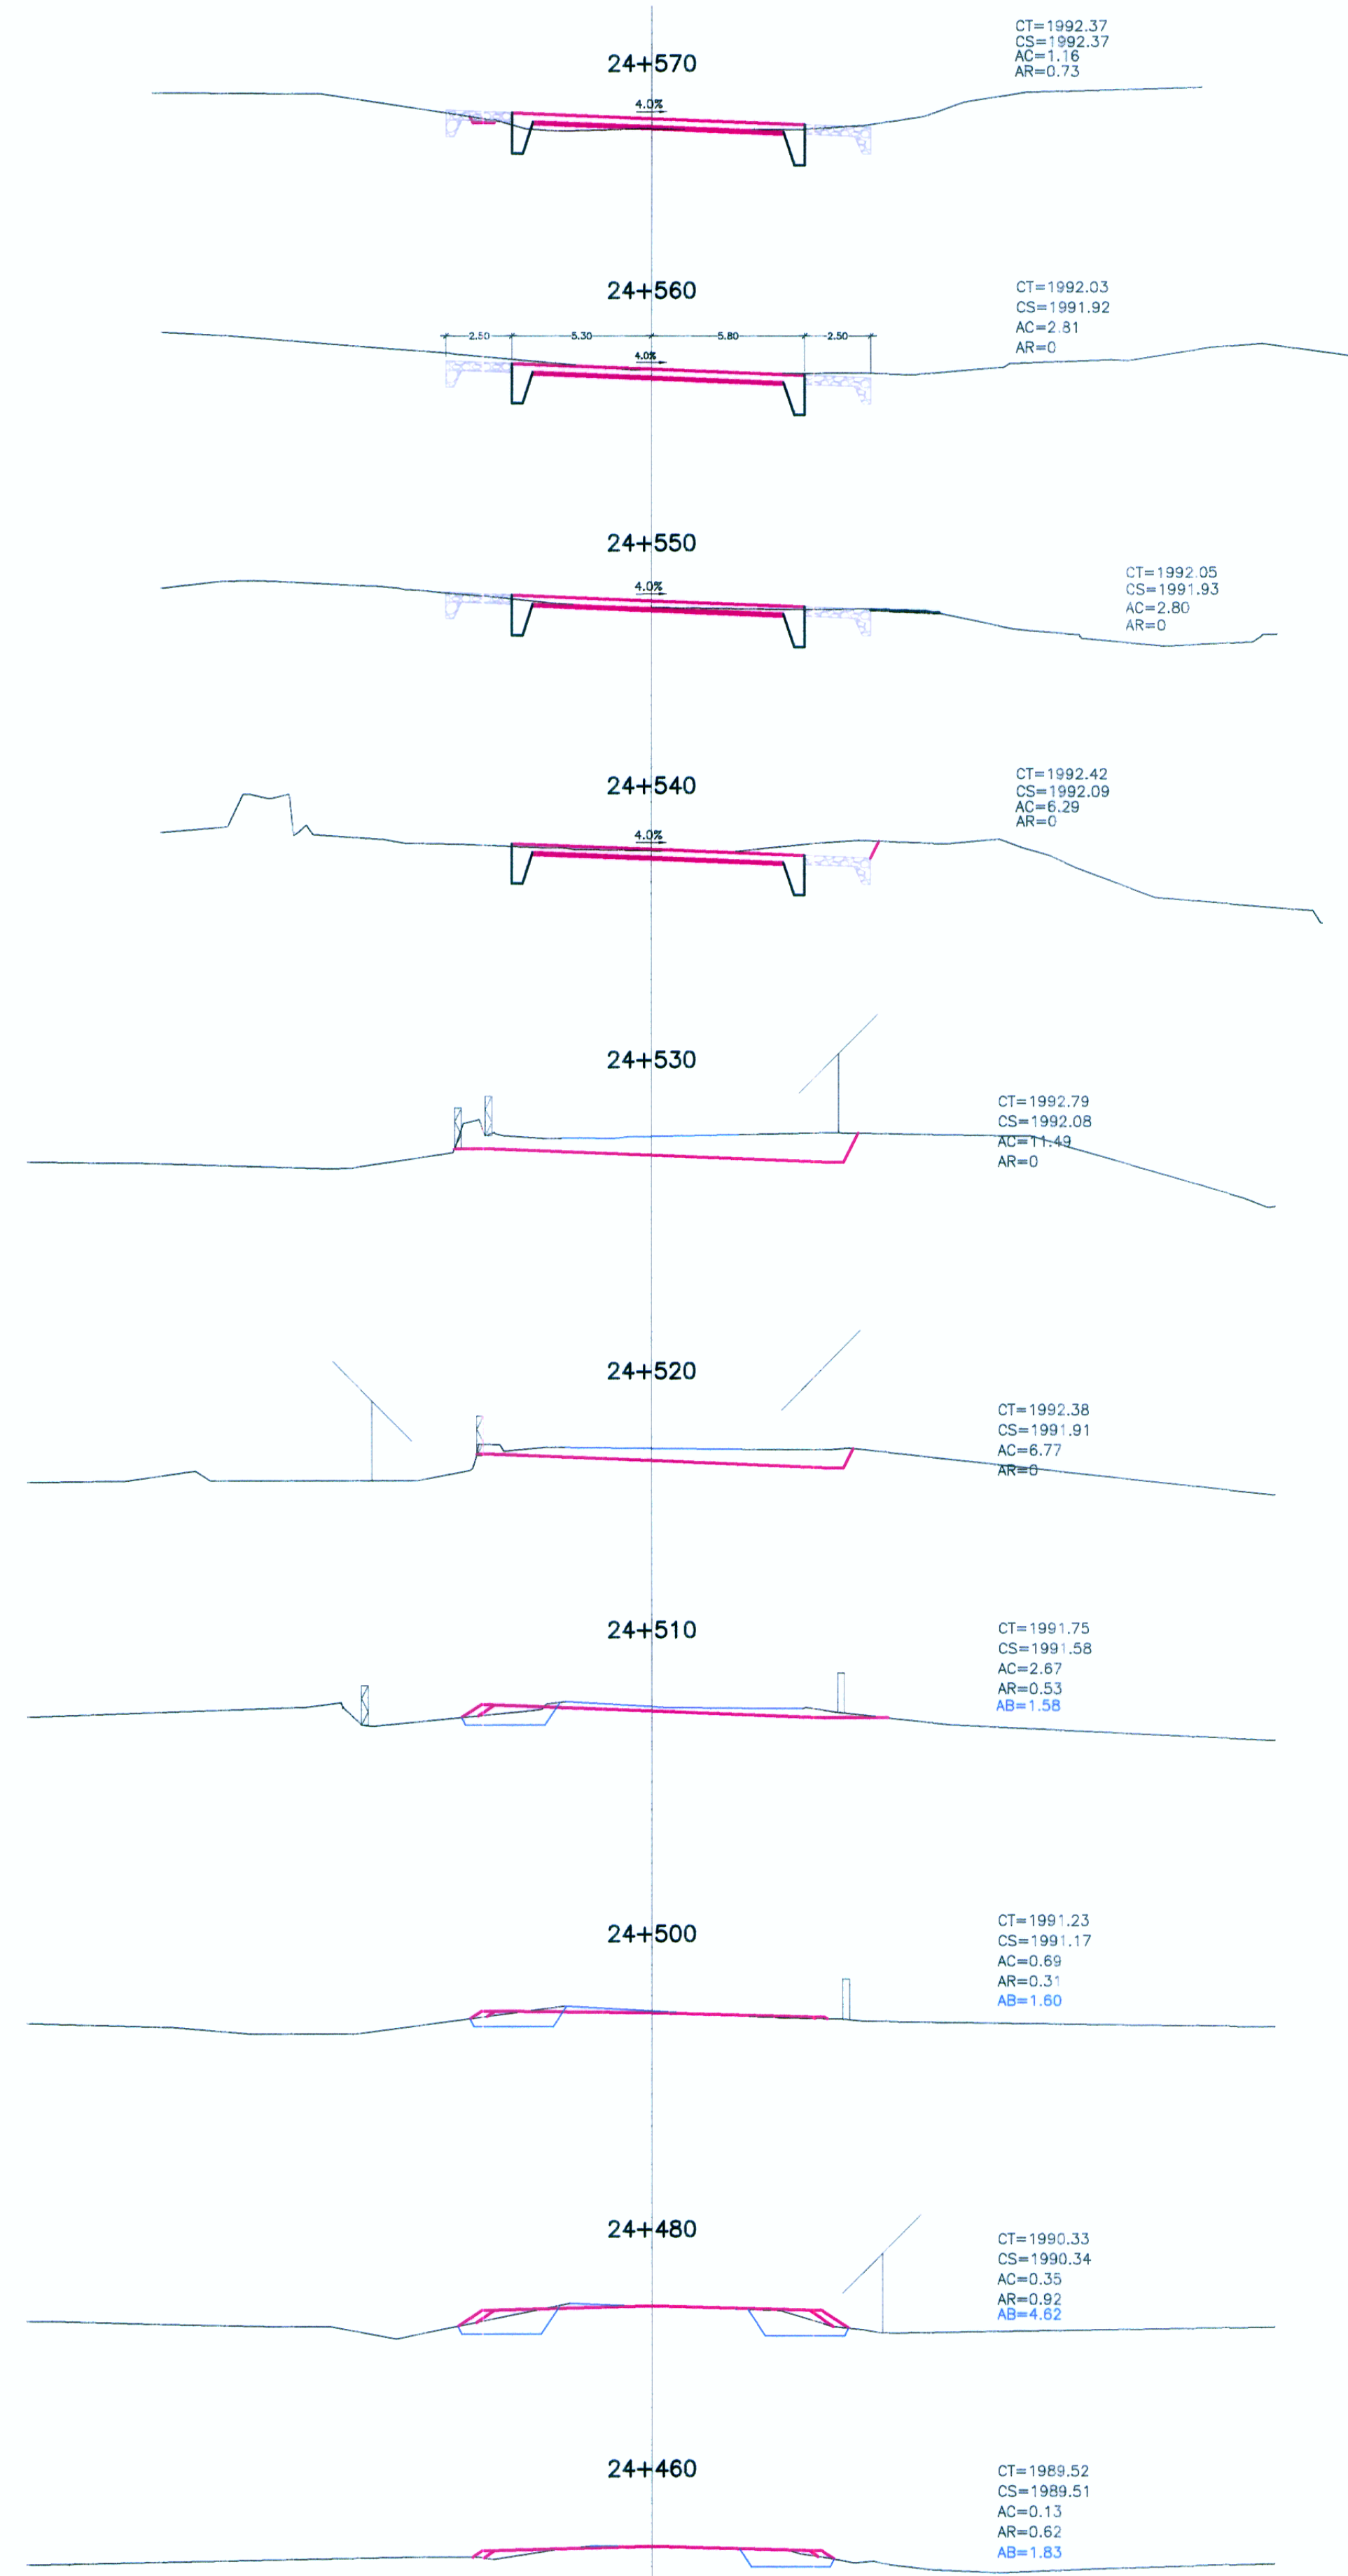 24+570
CT=1992.37
CS=1992.37
AC=1.16
AR=0.73
4.0%
24+560
CT=1992.03
CS=1991.92
AC=2.81
AR=0
2.50 5.30 5.80 2.50
4.0%
24+550
CT=1992.05
CS=1991.93
AC=2.80
AR=0
4.0%
24+540
CT=1992.42
CS=1992.09
AC=6.29
AR=0
4.0%
24+530
CT=1992.79
CS=1992.08
AC=11.49
AR=0
24+520
CT=1992.38
CS=1991.91
AC=6.77
AR=0
24+510
CT=1991.75
CS=1991.58
AC=2.67
AR=0.53
AB=1.58
24+500
CT=1991.23
CS=1991.17
AC=0.69
AR=0.31
AB=1.60
24+480
CT=1990.33
CS=1990.34
AC=0.35
AR=0.92
AB=4.62
24+460
CT=1989.52
CS=1989.51
AC=0.13
AR=0.62
AB=1.83